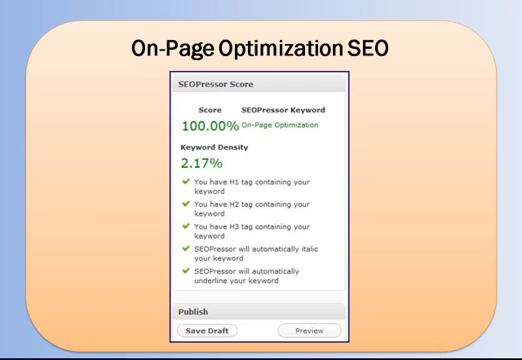 On-Page Optimization SEO
SEOPressor Score
Score SEOPressor Keyword
100.00% On-Page Optimization
Keyword Density
2.17%
You have H1 tag containing your
keyword
You have H2 tag containing your
keyword
You have H3 tag containing your
keyword
SEOPressor will automatically italic
your keyword
SEOPressor will automatically
underline your keyword
Publish
Save Draft Preview